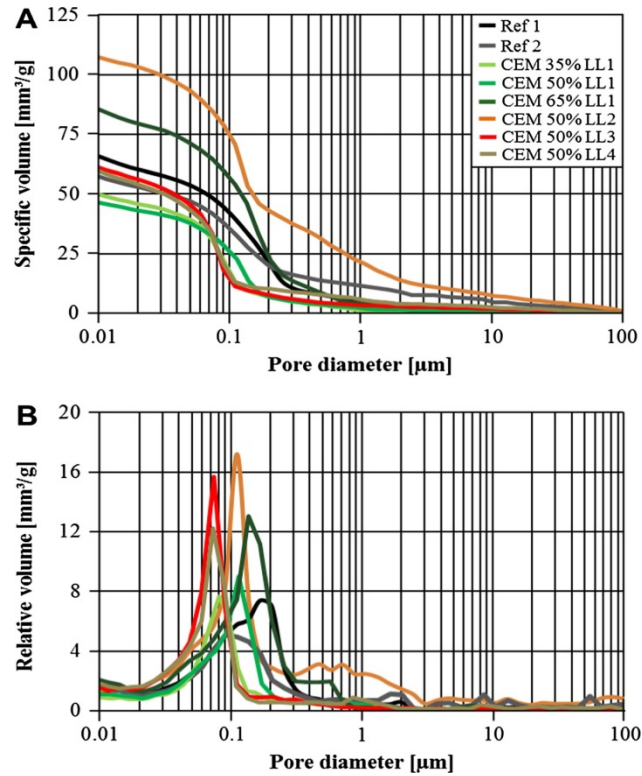 A
125
100
75
50
25
0
Specific volume [mm³/g]
Ref 1
Ref 2
CEM 35% LL1
CEM 50% LL1
CEM 65% LL1
CEM 50% LL2
CEM 50% LL3
CEM 50% LL4
0.01 0.1 1 10 100
Pore diameter [µm]
B
20
16
12
8
4
0
Relative volume [mm³/g]
0.01 0.1 1 10 100
Pore diameter [µm]